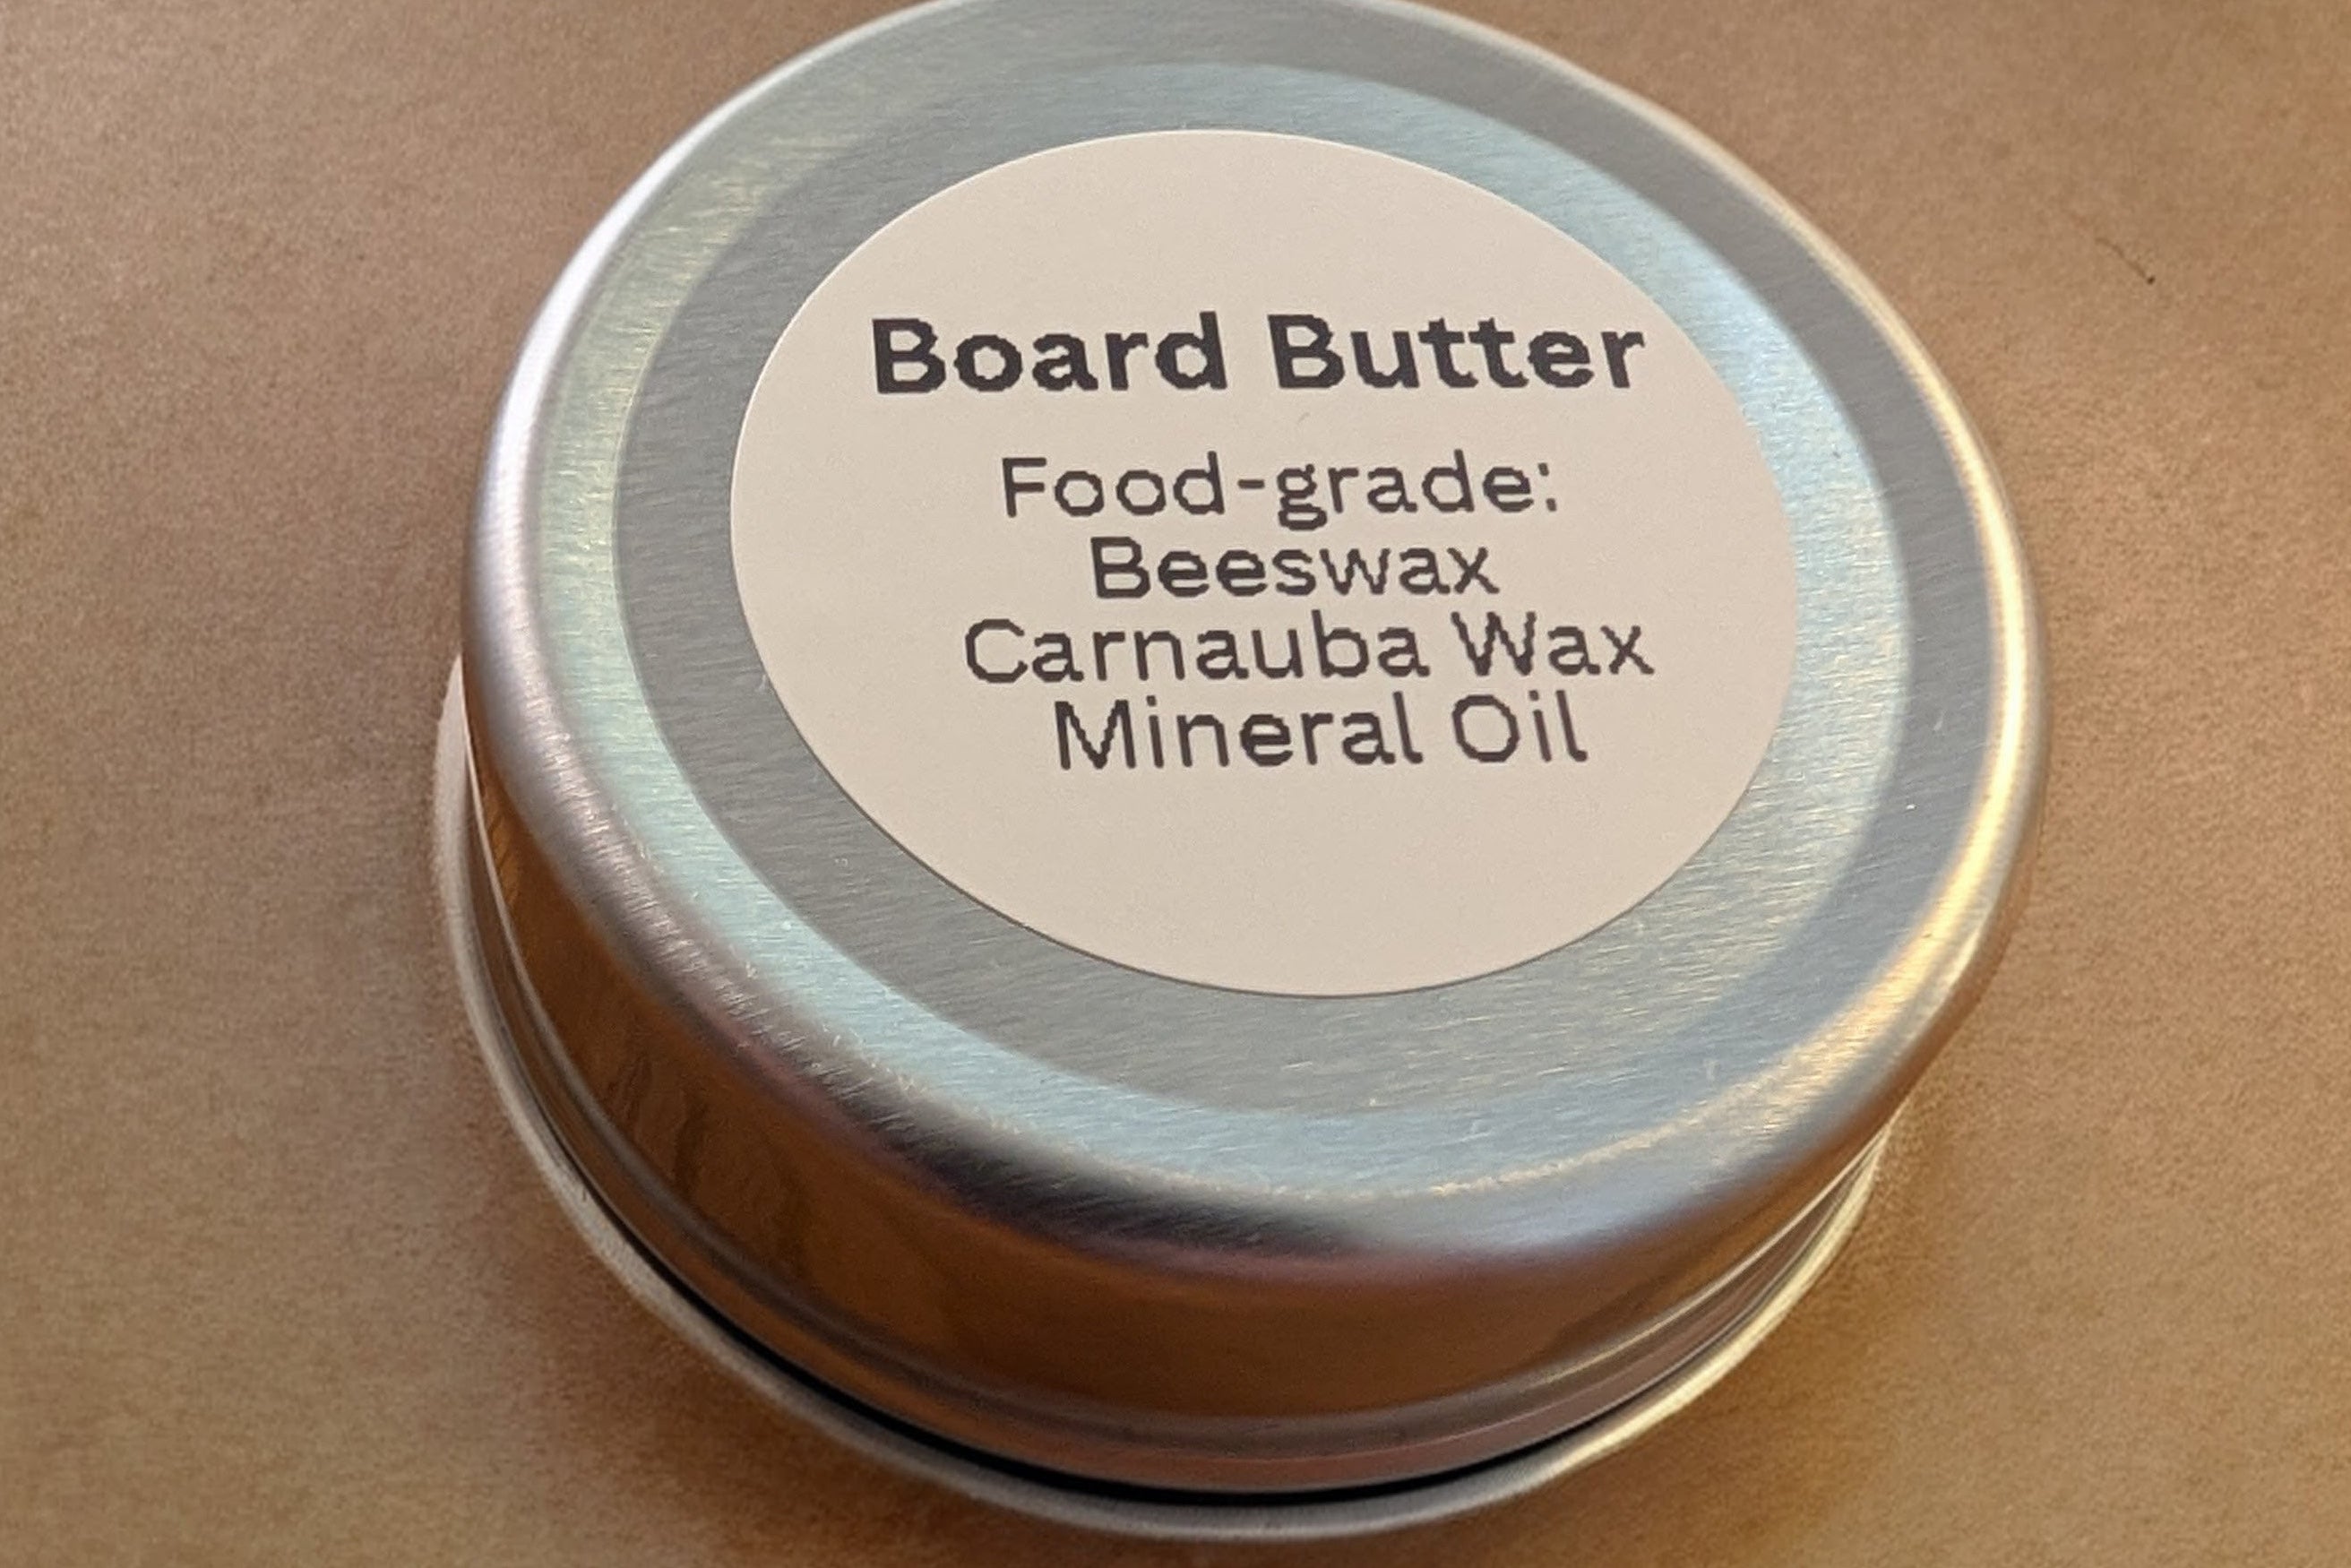 Board Butter
Food-grade:
Beeswax
Carnauba Wax
Mineral Oil